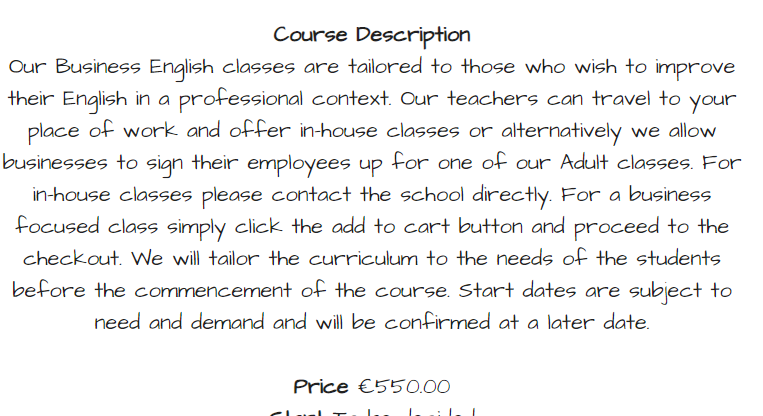 Course Description
Our Business English classes are tailored to those who wish to improve
their English in a professional context. Our teachers can travel to your
place of work and offer in-house classes or alternatively we allow
businesses to sign their employees up for one of our Adult classes. For
in-house classes please contact the school directly. For a business
focused class simply click the add to cart button and proceed to the
checkout. We will tailor the curriculum to the needs of the students
before the commencement of the course. Start dates are subject to
need and demand and will be confirmed at a later date.
Price €550.00